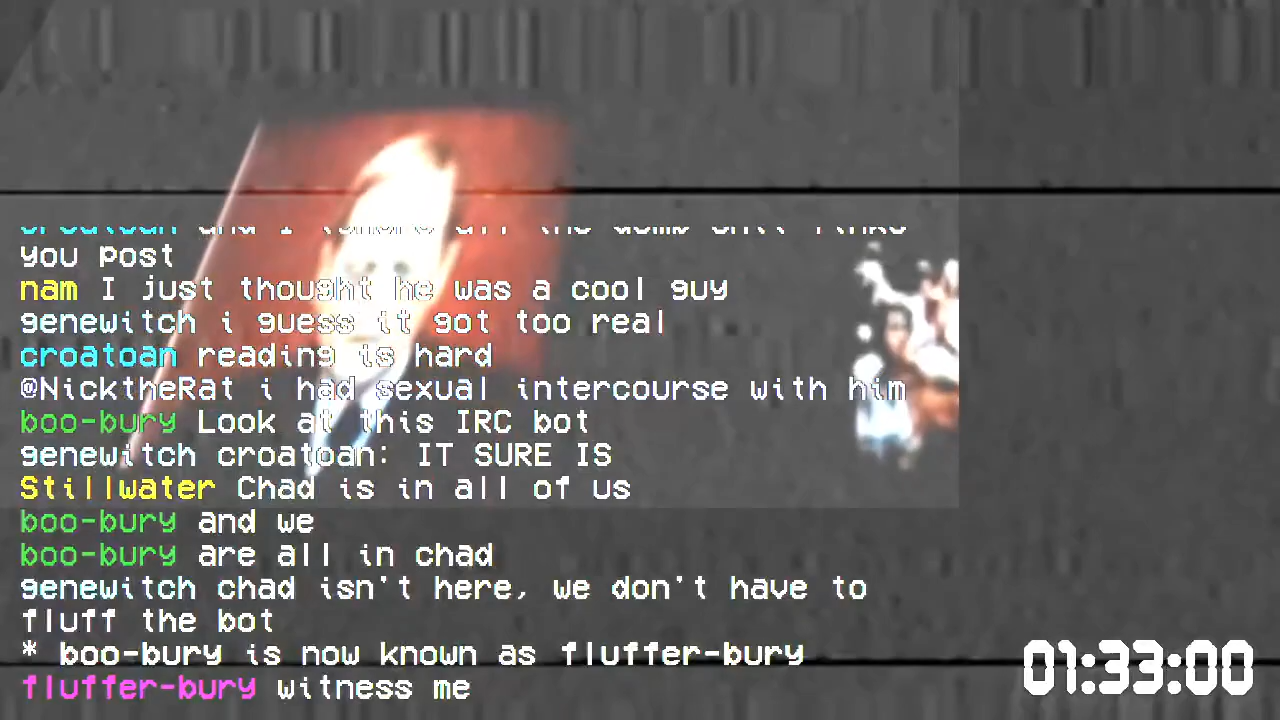 you post
nam I just thought he was a cool guy
genewitch i guess it got too real
croatoan reading is hard
@NicktheRat i had sexual intercourse with him
boo-bury Look at this IRC bot
genewitch croatoan: IT SURE IS
Stillwater Chad is in all of us
boo-bury and we
boo-bury are all in chad
genewitch chad isn't here, we don't have to
fluff the bot
* boo-bury is now known as fluffer-bury
fluffer-bury witness me
01:33:00